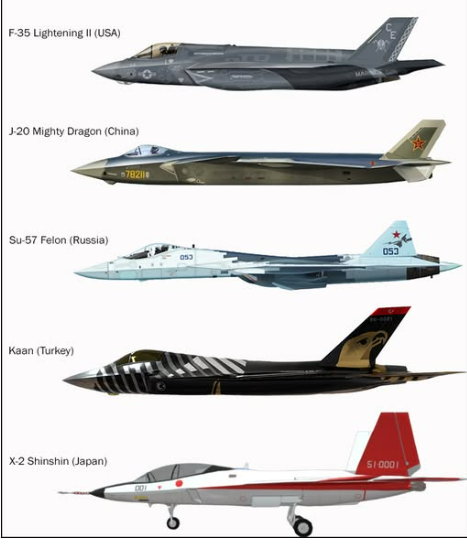 F-35 Lightening II (USA)
CE
MARINES
J-20 Mighty Dragon (China)
78211
Su-57 Felon (Russia)
053
053
Kaan (Turkey)
X-2 Shinshin (Japan)
51-0001
001